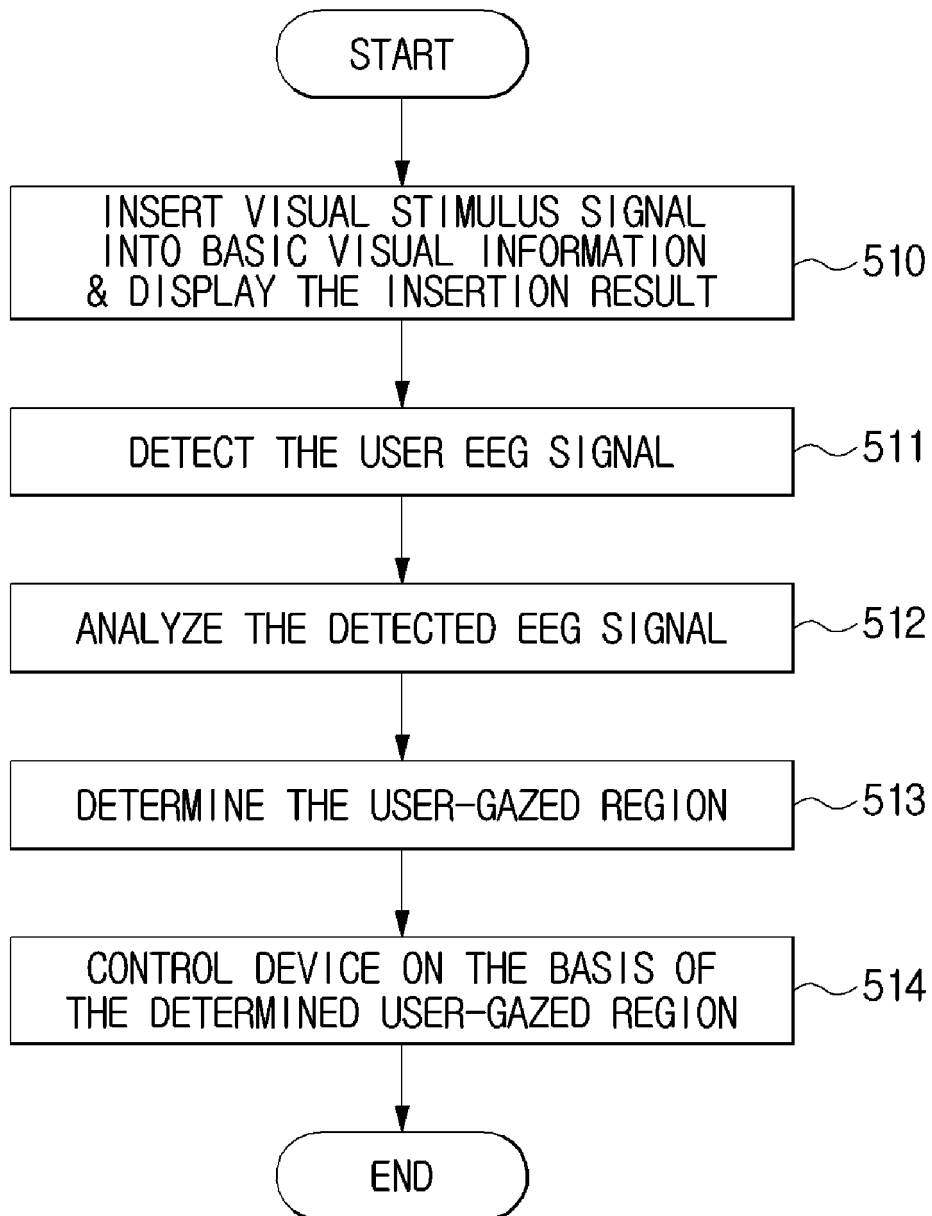 START
INSERT VISUAL STIMULUS SIGNAL
INTO BASIC VISUAL INFORMATION
& DISPLAY THE INSERTION RESULT
510
DETECT THE USER EEG SIGNAL
511
ANALYZE THE DETECTED EEG SIGNAL
512
DETERMINE THE USER-GAZED REGION
513
CONTROL DEVICE ON THE BASIS OF
THE DETERMINED USER-GAZED REGION
514
END